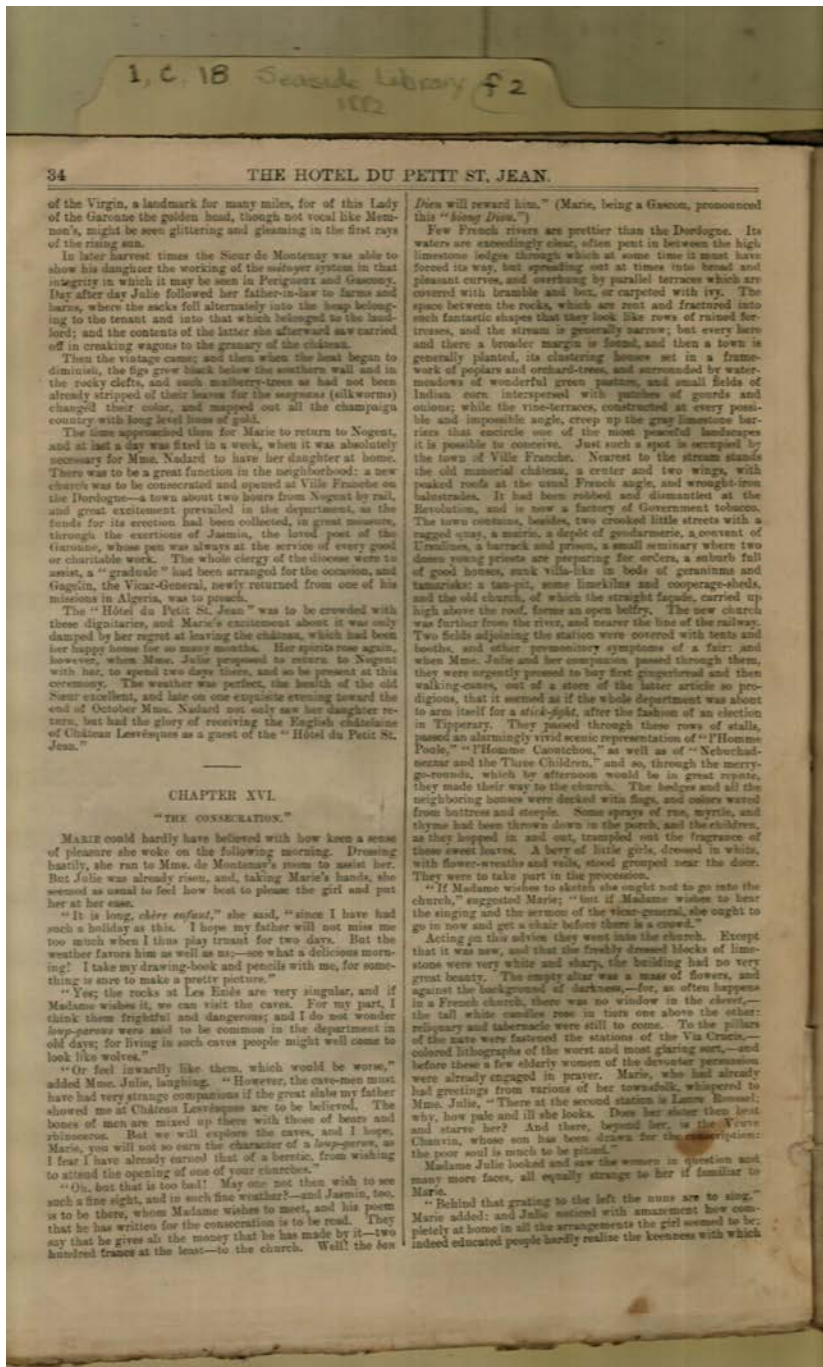 1, C, 18 Seaside Library f 2
1882
34 THE HOTEL DU PETIT ST. JEAN.
of the Virgin, a landmark for many miles, for of this Lady
of the Garonne the golden head, though not vocal like Mem-
non's, might be seen glittering and gleaming in the first rays
of the rising sun.
In later harvest times the Sieur de Montenay was able to
show his daughter the working of the métayer system in that
integrity in which it may be seen in Perigueux and Gascony.
Day after day Julie followed her father-in-law to farms and
barns, where the sacks fell alternately into the heap belong-
ing to the tenant and into that which belonged to the land-
lord; and the contents of the latter she afterward saw carried
off in creaking wagons to the granary of the château.
Then the vintage came; and then when the heat began to
diminish, the figs grew black below the southern wall and in
the rocky clefts, and such mulberry-trees as had not been
already stripped of their leaves for the (silkworms)
changed their color, and mapped out all the champaign
country with long level lines of gold.
The time approached then for Marie to return to Nogent,
and at last a day was fixed in a week, when it was absolutely
necessary for Mme. Nadard to have her daughter at home.
There was to be a great function in the neighborhood: a new
church was to be consecrated and opened at Ville Franche on
the Dordogne—a town about two hours from Nogent by rail,
and great excitement prevailed in the department, as the
funds for its erection had been collected, in great measure,
through the exertions of Jasmin, the loved poet of the
Garonne, whose pen was always at the service of every good
or charitable work. The whole clergy of the diocese were to
assist, a "graduale" had been arranged for the occasion, and
Gagelin, the Vicar-General, newly returned from one of his
missions in Algeria, was to preach.
The "Hôtel du Petit St. Jean" was to be crowded with
these dignitaries, and Marie's excitement about it was only
damped by her regret at leaving the château, which had been
her happy home for so many months. Her spirits rose again,
however, when Mme. Julie proposed to return to Nogent
with her, to spend two days there, and so be present at this
ceremony. The weather was perfect, the health of the old
Sieur excellent, and late on one exquisite evening toward the
end of October Mme. Nadard not only saw her daughter re-
turn, but had the glory of receiving the English châtelaine
of Château Lesvésques as a guest of the "Hôtel du Petit St.
Jean."
CHAPTER XVI.
"THE CONSECRATION."
MARIE could hardly have believed with how keen a sense
of pleasure she woke on the following morning. Dressing
hastily, she ran to Mme. de Montenay's room to assist her.
But Julie was already risen, and, taking Marie's hands, she
seemed as usual to feel how best to please the girl and put
her at her ease.
"It is long, chère enfant," she said, "since I have had
such a holiday as this. I hope my father will not miss me
too much when I thus play truant for two days. But the
weather favors him as well as us;—see what a delicious morn-
ing! I take my drawing-book and pencils with me, for some-
thing is sure to make a pretty picture."
"Yes; the rocks at Les Enids are very singular, and if
Madame wishes it, we can visit the caves. For my part, I
think them frightful and dangerous; and I do not wonder
loup-garous were said to be common in the department in
old days; for living in such caves people might well come to
look like wolves."
"Or feel inwardly like them, which would be worse,"
added Mme. Julie, laughing. "However, the cave-men must
have had very strange companions if the great slabs my father
showed me at Château Lesvésques are to be believed. The
bones of men are mixed up there with those of bears and
rhinoceros. But we will explore the caves, and I hope,
Marie, you will not so earn the character of a loup-garou, as
I fear I have already earned that of a heretic, from wishing
to attend the opening of one of your churches."
"Oh, but that is too bad! May one not then wish to see
such a fine sight, and in such fine weather?—and Jasmin, too,
is to be there, whom Madame wishes to meet, and his poem
that he has written for the consecration is to be read. They
say that he gives all the money that he has made by it—two
hundred francs at the least—to the church. Well! the bon
Dieu will reward him." (Marie, being a Gascon, pronounced
this "biong Diou.")
Few French rivers are prettier than the Dordogne. Its
waters are exceedingly clear, often pent in between the high
limestone ledges through which at some time it must have
forced its way, but spreading out at times into broad and
pleasant curves, and overhung by parallel terraces which are
covered with bramble and box, or carpeted with ivy. The
space between the rocks, which are rent and fractured into
such fantastic shapes that they look like rows of ruined for-
tresses, and the stream is generally narrow; but every here
and there a broader margin is found, and then a town is
generally planted, its clustering houses set in a frame-
work of poplars and orchard-trees, and surrounded by water-
meadows of wonderful green pasture, and small fields of
Indian corn interspersed with patches of gourds and
onions; while the vine-terraces, constructed at every possi-
ble and impossible angle, creep up the gray limestone bar-
riers that encircle one of the most peaceful landscapes
it is possible to conceive. Just such a spot is occupied by
the town of Ville Franche. Nearest to the stream stands
the old manorial château, a center and two wings, with
peaked roofs at the usual French angle, and wrought-iron
balustrades. It had been robbed and dismantled at the
Revolution, and is now a factory of Government tobacco.
The town contains, besides, two crooked little streets with a
ragged quay, a mairie, a depôt of gendarmerie, a convent of
Ursulines, a barrack and prison, a small seminary where two
dozen young priests are preparing for orders, a suburb full
of good houses, sunk villa-like in beds of geraniums and
tamarisks; a tan-pit, some limekilns and cooperage-sheds,
and the old church, of which the straight façade, carried up
high above the roof, forms an open belfry. The new church
was further from the river, and nearer the line of the railway.
Two fields adjoining the station were covered with tents and
booths, and other premonitory symptoms of a fair: and
when Mme. Julie and her companion passed through them,
they were urgently pressed to buy first gingerbread and then
walking-canes, out of a store of the latter article so pro-
digious, that it seemed as if the whole department was about
to arm itself for a stick-fight, after the fashion of an election
in Tipperary. They passed through these rows of stalls,
passed an alarmingly vivid scenic representation of "l'Homme
Poule," "l'Homme Caoutchou," as well as of "Nebuchad-
nezzar and the Three Children," and so, through the merry-
go-rounds, which by afternoon would be in great repute,
they made their way to the church. The hedges and all the
neighboring houses were decked with flags, and colors waved
from buttress and steeple. Some sprays of rue, myrtle, and
thyme had been thrown down in the porch, and the children,
as they hopped in and out, trampled out the fragrance of
these sweet leaves. A bevy of little girls, dressed in white,
with flower-wreaths and veils, stood grouped near the door.
They were to take part in the procession.
"If Madame wishes to sketch she ought not to go into the
church," suggested Marie; "but if Madame wishes to hear
the singing and the sermon of the vicar-general, she ought to
go in now and get a chair before there is a crowd."
Acting on this advice they went into the church. Except
that it was new, and that the freshly dressed blocks of lime-
stone were very white and sharp, the building had no very
great beauty. The empty altar was a mass of flowers, and
against the background of darkness,—for, as often happens
in a French church, there was no window in the chevet,—
the tall white candles rose in tiers one above the other:
reliquary and tabernacle were still to come. To the pillars
of the nave were fastened the stations of the Via Crucis,—
colored lithographs of the worst and most glaring sort,—and
before these a few elderly women of the devouter persuasion
were already engaged in prayer. Marie, who had already
had greetings from various of her townsfolk, whispered to
Mme. Julie, "There at the second station is Laure Roussel;
why, how pale and ill she looks. Does her sister then beat
and starve her? And there, beyond her, is the Veuve
Chauvin, whose son has been drawn for the conscription:
the poor soul is much to be pitied."
Madame Julie looked and saw the women in question and
many more faces, all equally strange to her if familiar to
Marie.
"Behind that grating to the left the nuns are to sing,"
Marie added; and Julie noticed with amazement how com-
pletely at home in all the arrangements the girl seemed to be;
indeed educated people hardly realize the keenness with which